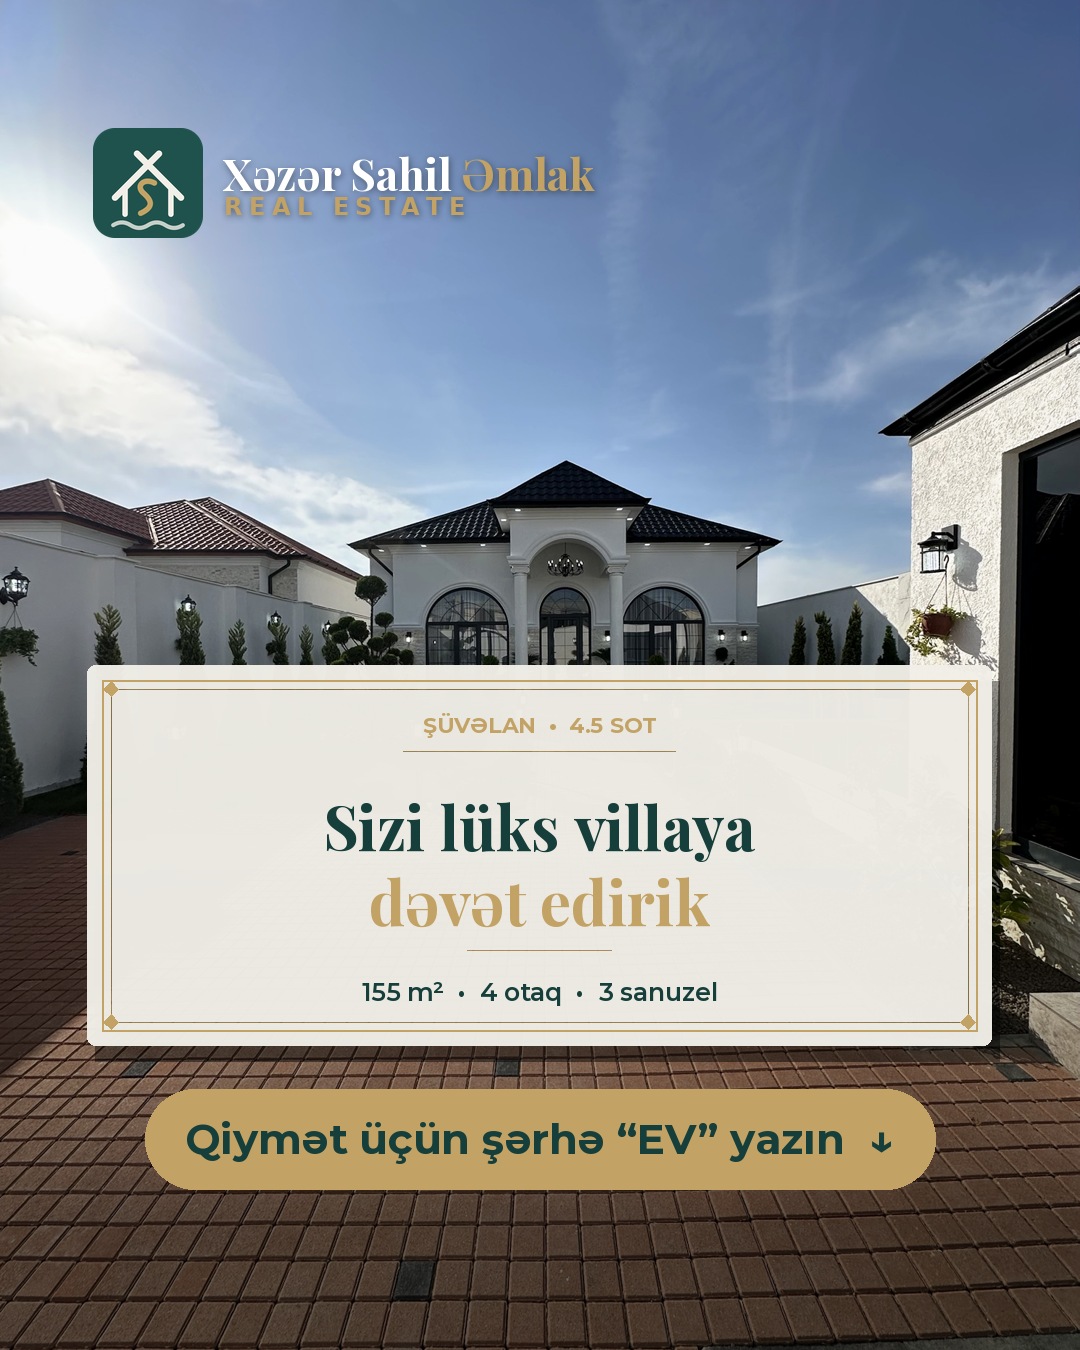 Xəzər Sahil Əmlak
REAL ESTATE
ŞÜVƏLAN • 4.5 SOT
Sizi lüks villaya
dəvət edirik
155 m² • 4 otaq • 3 sanuzel
Qiymət üçün şərhə “EV” yazın ↓